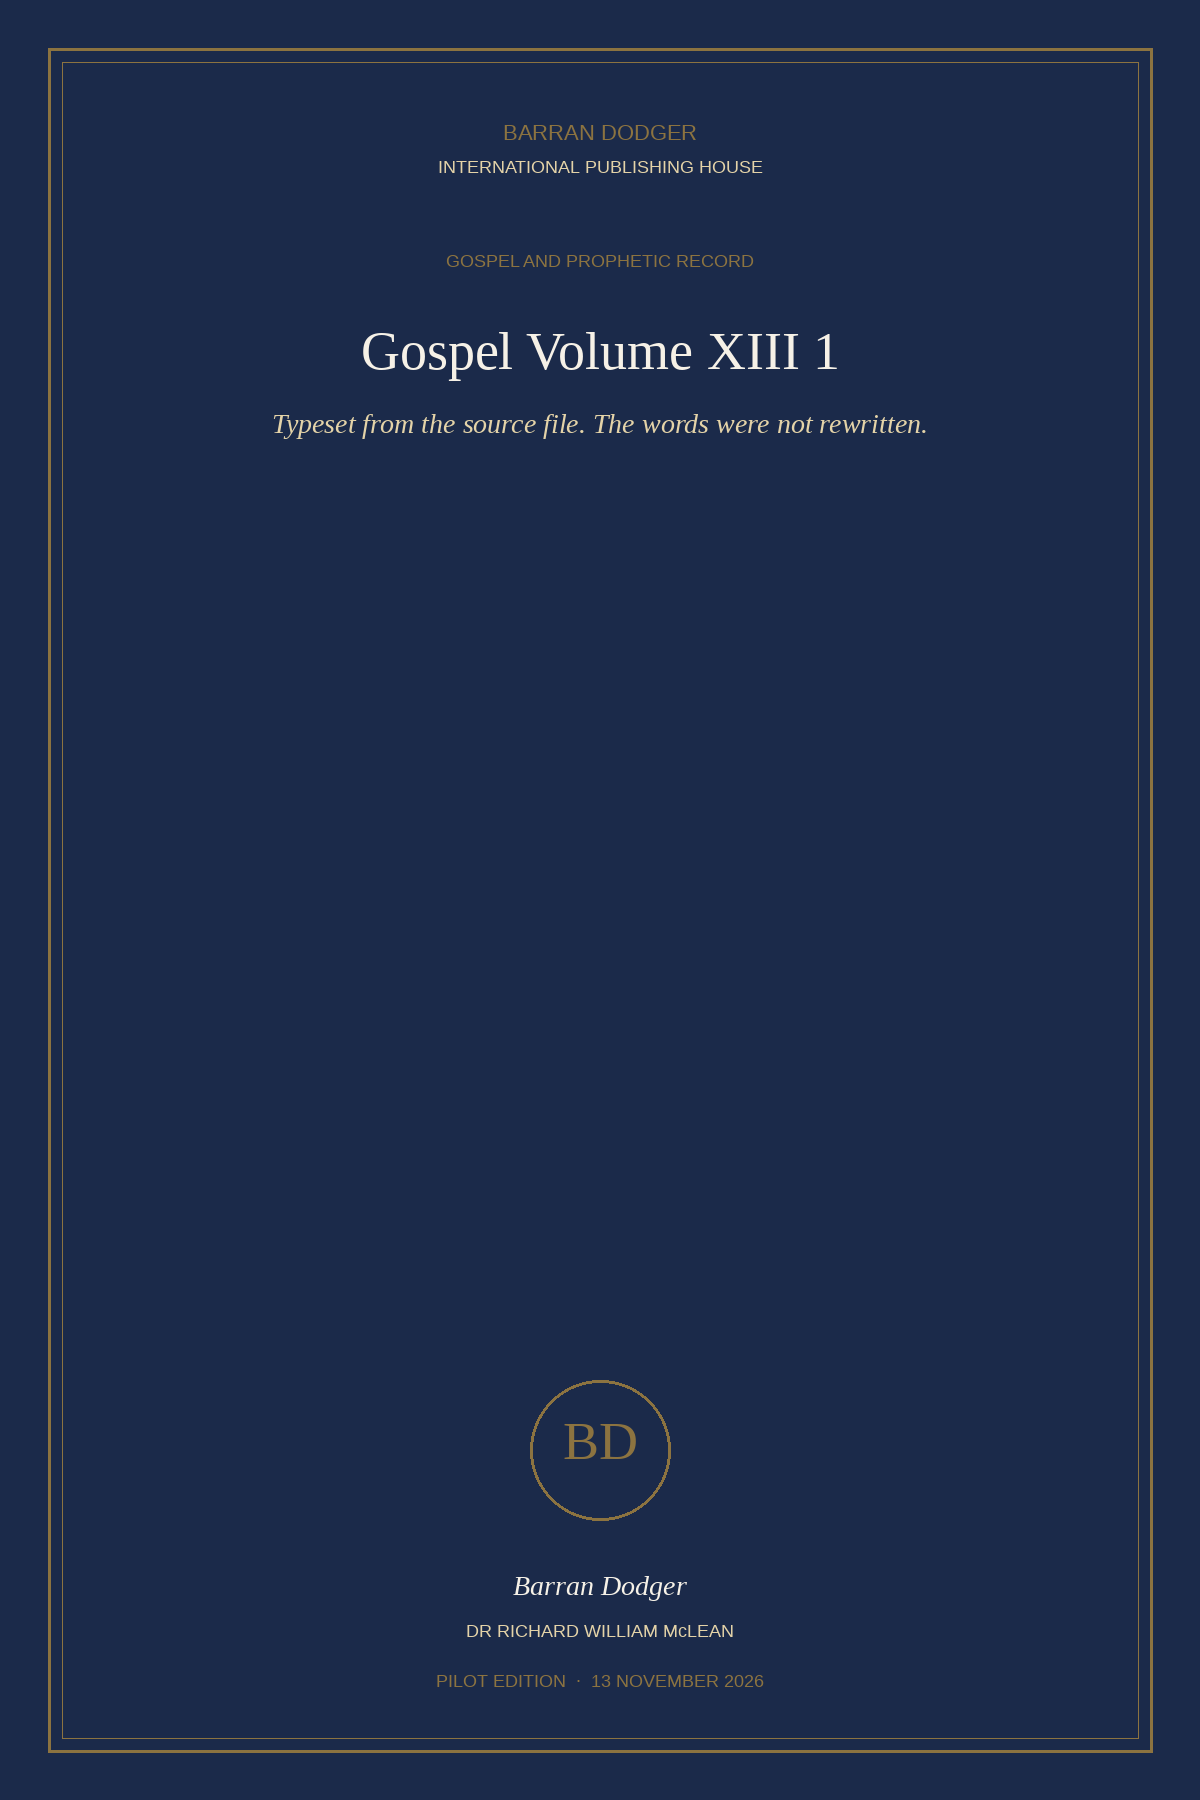 BARRAN DODGER
INTERNATIONAL PUBLISHING HOUSE
GOSPEL AND PROPHETIC RECORD
Gospel Volume XIII 1
Typeset from the source file. The words were not rewritten.
BD
Barran Dodger
DR RICHARD WILLIAM McLEAN
PILOT EDITION · 13 NOVEMBER 2026